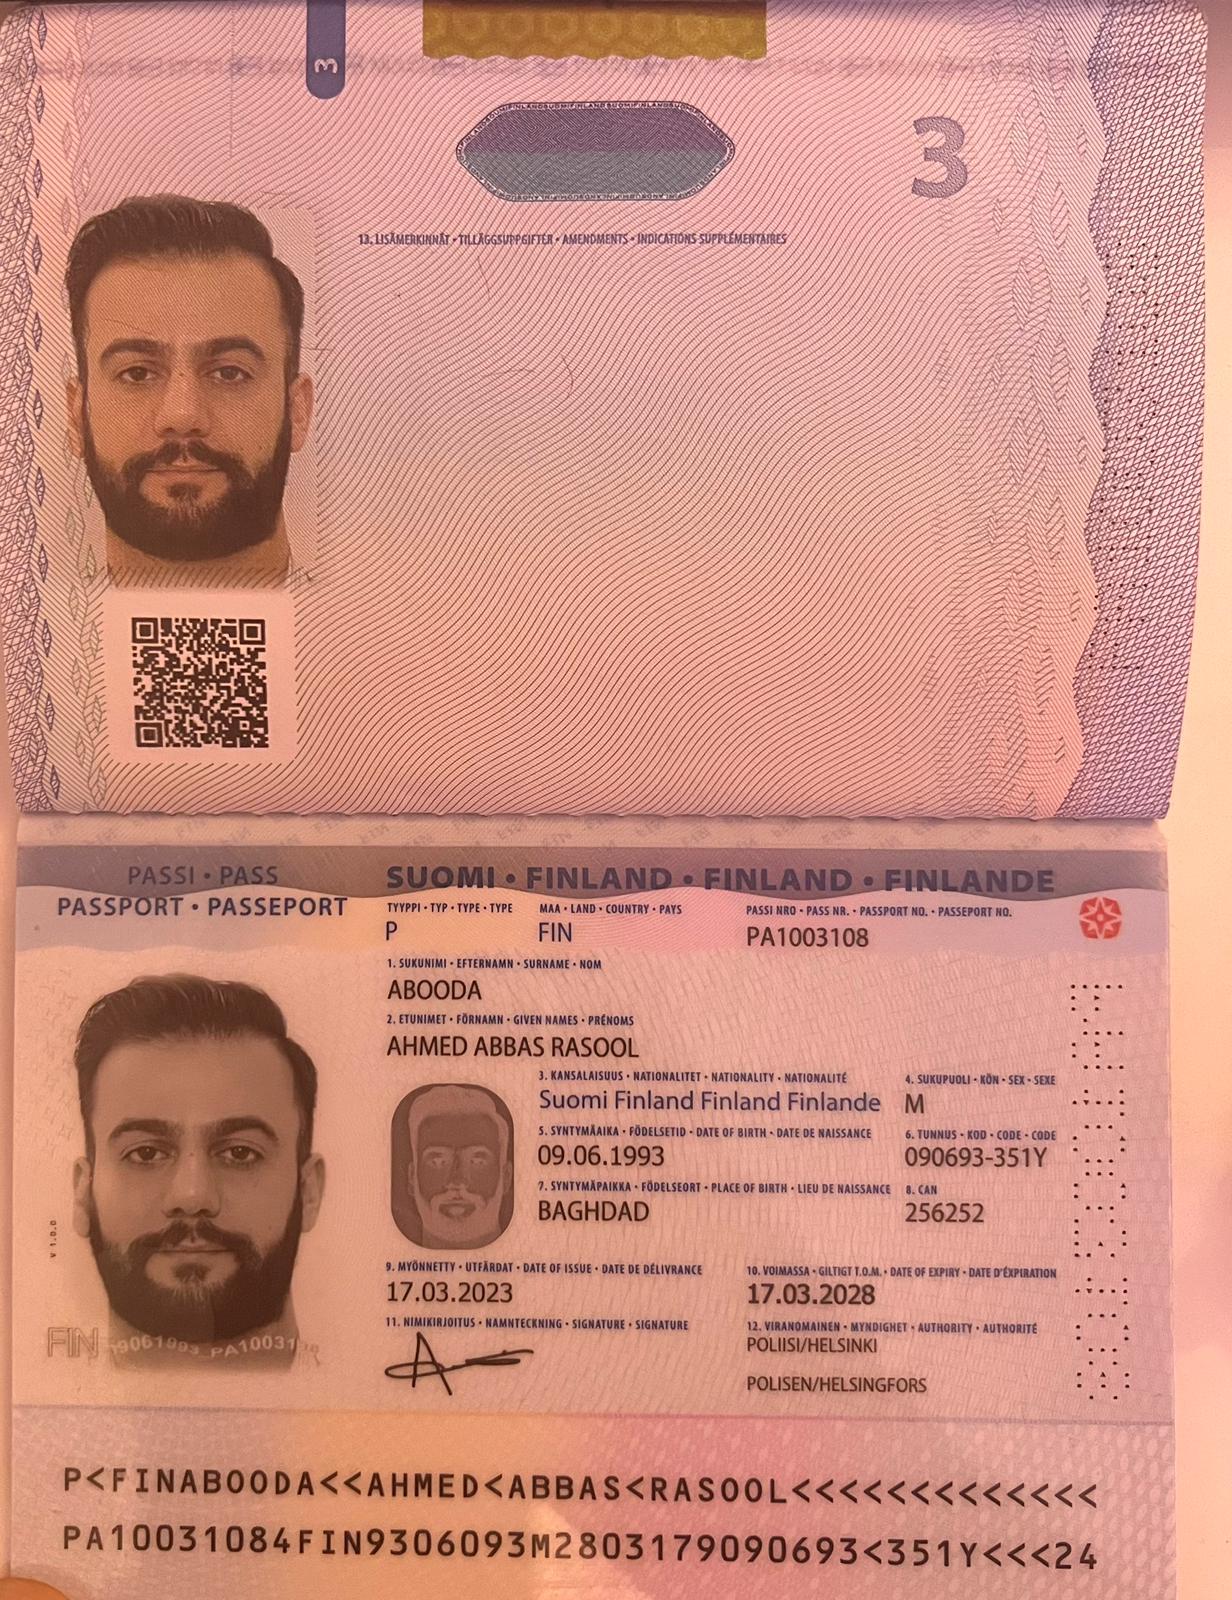 3
3
13. LISÄMERKINNÄT • TILLÄGGSUPPGIFTER • AMENDMENTS • INDICATIONS SUPPLÉMENTAIRES
PASSI • PASS
PASSPORT • PASSEPORT
SUOMI • FINLAND • FINLAND • FINLANDE
TYYPPI • TYP • TYPE • TYPE
MAA • LAND • COUNTRY • PAYS
PASSI NRO • PASS NR. • PASSPORT NO. • PASSEPORT NO.
P
FIN
PA1003108
1. SUKUNIMI • EFTERNAMN • SURNAME • NOM
ABOODA
2. ETUNIMET • FÖRNAMN • GIVEN NAMES • PRÉNOMS
AHMED ABBAS RASOOL
3. KANSALAISUUS • NATIONALITET • NATIONALITY • NATIONALITÉ
4. SUKUPUOLI • KÖN • SEX • SEXE
Suomi Finland Finland Finlande
M
5. SYNTYMÄAIKA • FÖDELSETID • DATE OF BIRTH • DATE DE NAISSANCE
6. TUNNUS • KOD • CODE • CODE
09.06.1993
090693-351Y
7. SYNTYMÄPAIKKA • FÖDELSEORT • PLACE OF BIRTH • LIEU DE NAISSANCE
8. CAN
BAGHDAD
256252
9. MYÖNNETTY • UTFÄRDAT • DATE OF ISSUE • DATE DE DÉLIVRANCE
10. VOIMASSA • GILTIGT T.O.M. • DATE OF EXPIRY • DATE D'ÉXPIRATION
17.03.2023
17.03.2028
11. NIMIKIRJOITUS • NAMNTECKNING • SIGNATURE • SIGNATURE
12. VIRANOMAINEN • MYNDIGHET • AUTHORITY • AUTHORITÉ
POLIISI/HELSINKI
POLISEN/HELSINGFORS
V 1.0.0
FIN
P<FINABOODA<<AHMED<ABBAS<RASOOL<<<<<<<<<<<<<
PA10031084FIN9306093M2803179090693<351Y<<<24